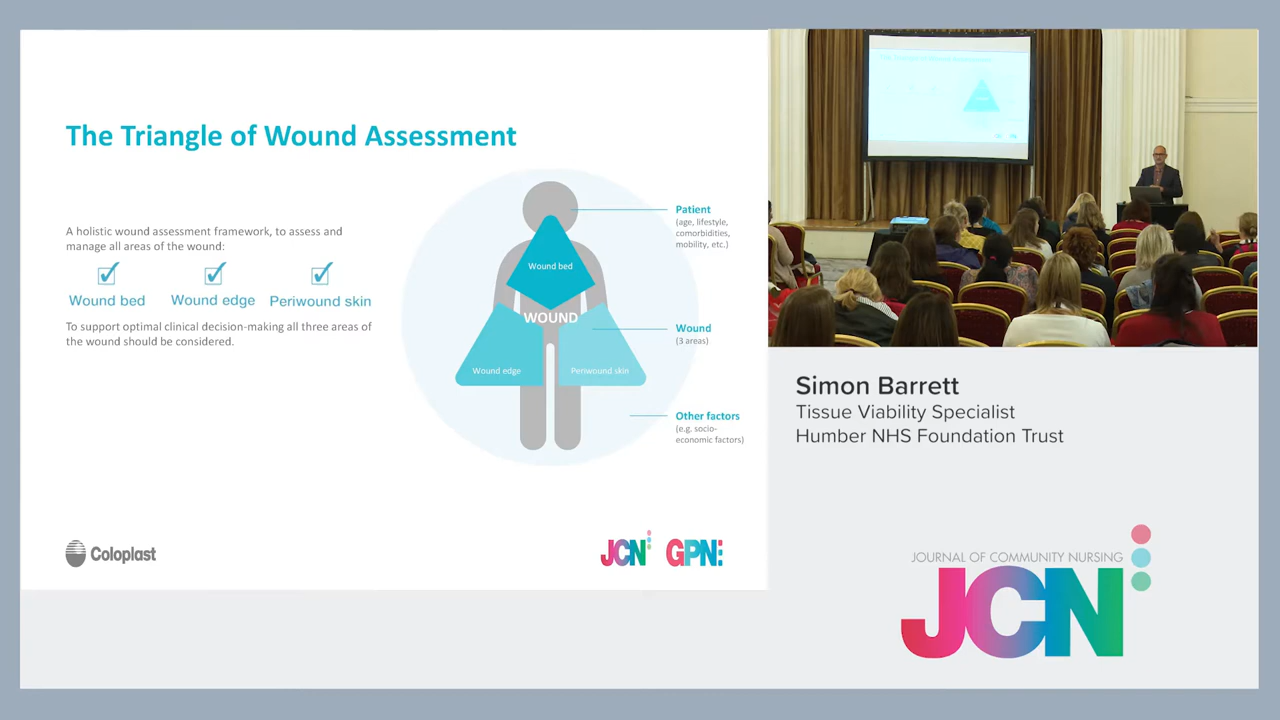 The Triangle of Wound Assessment
A holistic wound assessment framework, to assess and
manage all areas of the wound:
Wound bed
Wound edge
Periwound skin
To support optimal clinical decision-making all three areas of
the wound should be considered.
Wound bed
WOUND
Wound edge
Periwound skin
Patient
(age, lifestyle,
comorbidities,
mobility, etc.)
Wound
(3 areas)
Other factors
(e.g. socio-
economic factors)
Coloplast
JCN
GPN
Simon Barrett
Tissue Viability Specialist
Humber NHS Foundation Trust
JOURNAL OF COMMUNITY NURSING
JCN